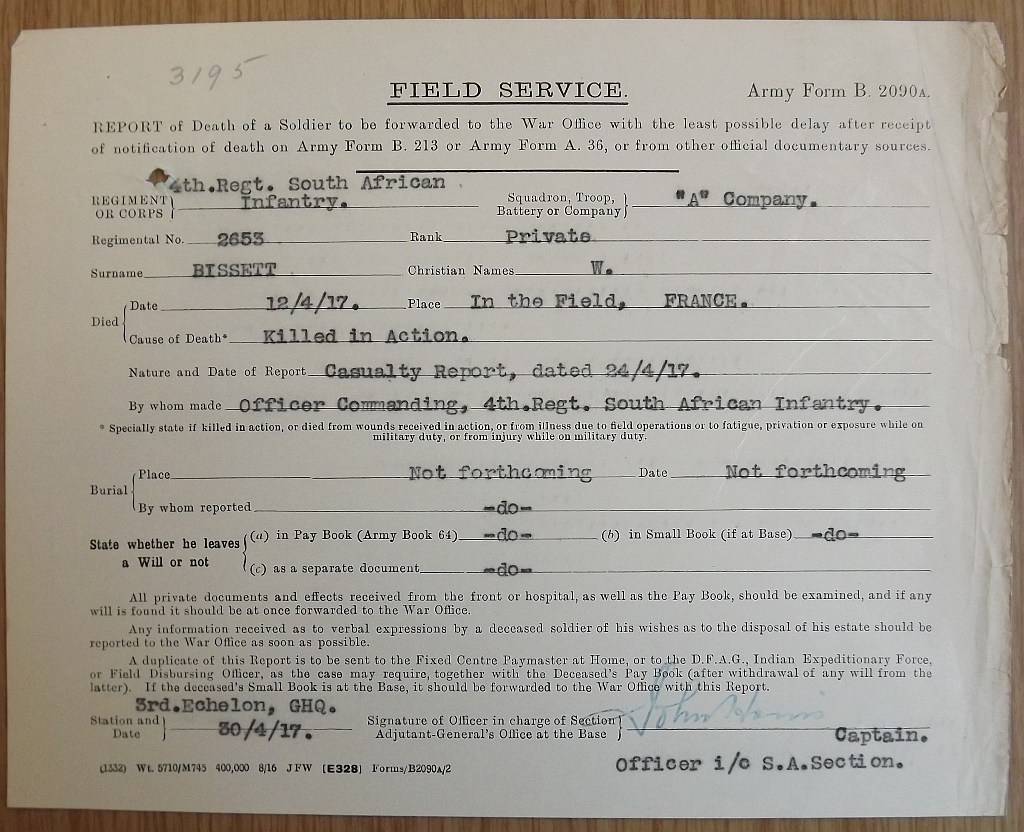 3195
FIELD SERVICE.
Army Form B. 2090A.
REPORT of Death of a Soldier to be forwarded to the War Office with the least possible delay after receipt
of notification of death on Army Form B. 213 or Army Form A. 36, or from other official documentary sources.
REGIMENT OR CORPS } 4th.Regt. South African Infantry.
Squadron, Troop, Battery or Company } "A" Company.
Regimental No. 2653 Rank Private
Surname BISSETT Christian Names W.
Died { Date 12/4/17. Place In the Field, FRANCE.
Cause of Death* Killed in Action.
Nature and Date of Report Casualty Report, dated 24/4/17.
By whom made Officer Commanding, 4th.Regt. South African Infantry.
* Specially state if killed in action, or died from wounds received in action, or from illness due to field operations or to fatigue, privation or exposure while on
military duty, or from injury while on military duty.
Burial { Place Not forthcoming Date Not forthcoming
By whom reported -do-
State whether he leaves a Will or not { (a) in Pay Book (Army Book 64) -do- (b) in Small Book (if at Base) -do-
(c) as a separate document -do-
All private documents and effects received from the front or hospital, as well as the Pay Book, should be examined, and if any
will is found it should be at once forwarded to the War Office.
Any information received as to verbal expressions by a deceased soldier of his wishes as to the disposal of his estate should be
reported to the War Office as soon as possible.
A duplicate of this Report is to be sent to the Fixed Centre Paymaster at Home, or to the D.F.A.G., Indian Expeditionary Force,
or Field Disbursing Officer, as the case may require, together with the Deceased's Pay Book (after withdrawal of any will from the
latter). If the deceased's Small Book is at the Base, it should be forwarded to the War Office with this Report.
3rd.Echelon, GHQ.
Station and Date } 30/4/17.
Signature of Officer in charge of Section Adjutant-General's Office at the Base } John
Captain.
Officer i/c S.A.Section.
(1332) Wt. 5710/M745 400,000 8/16 JFW [E328] Forms/B2090A/2